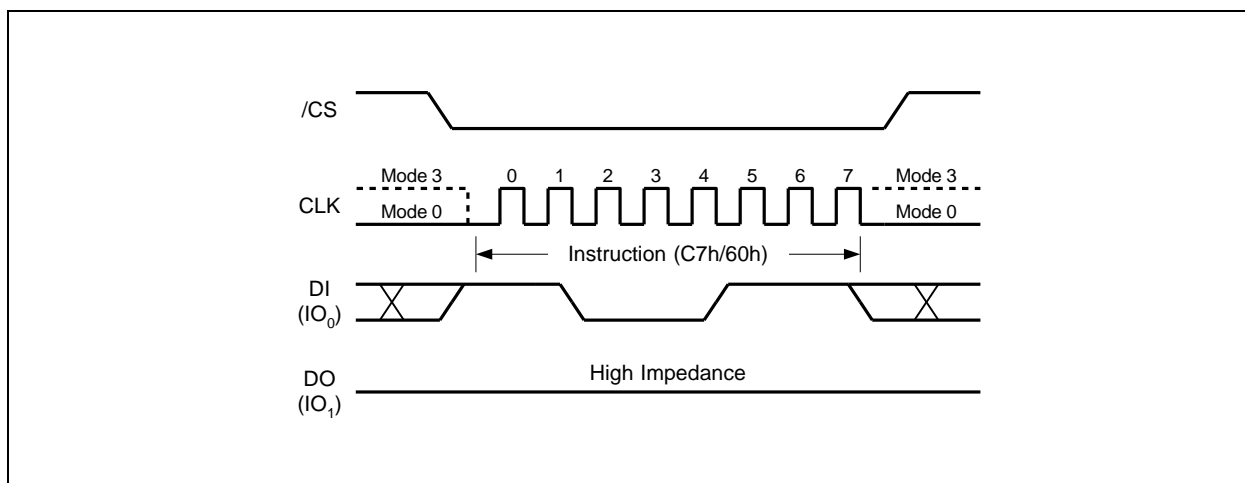 /CS
Mode 3 0 1 2 3 4 5 6 7 Mode 3
CLK
Mode 0 Mode 0
Instruction (C7h/60h)
DI
(IO0)
High Impedance
DO
(IO1)